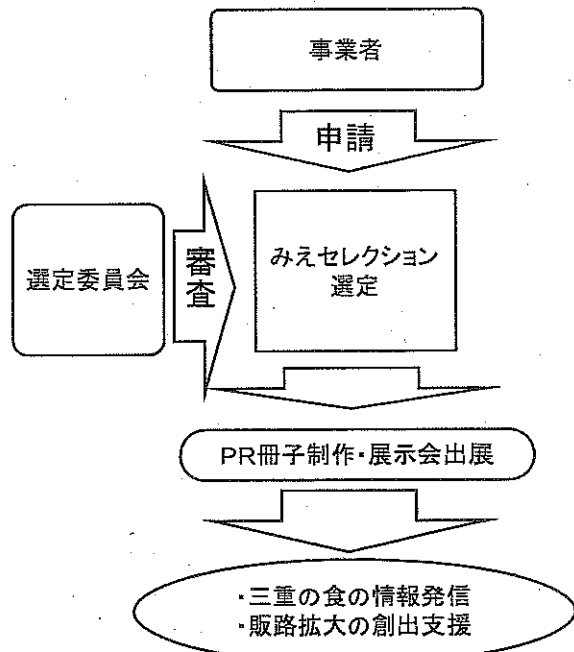 事業者
申請
選定委員会
審査
みえセレクション
選定
PR冊子制作・展示会出展
・三重の食の情報発信
・販路拡大の創出支援